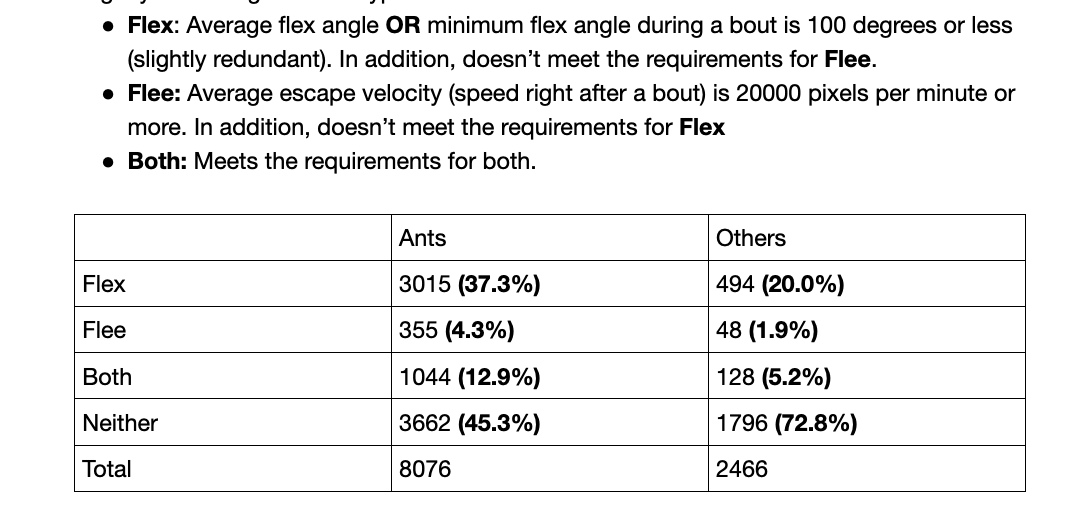 ● Flex: Average flex angle OR minimum flex angle during a bout is 100 degrees or less
(slightly redundant). In addition, doesn’t meet the requirements for Flee.
● Flee: Average escape velocity (speed right after a bout) is 20000 pixels per minute or
more. In addition, doesn’t meet the requirements for Flex
● Both: Meets the requirements for both.
Ants Others
Flex 3015 (37.3%) 494 (20.0%)
Flee 355 (4.3%) 48 (1.9%)
Both 1044 (12.9%) 128 (5.2%)
Neither 3662 (45.3%) 1796 (72.8%)
Total 8076 2466